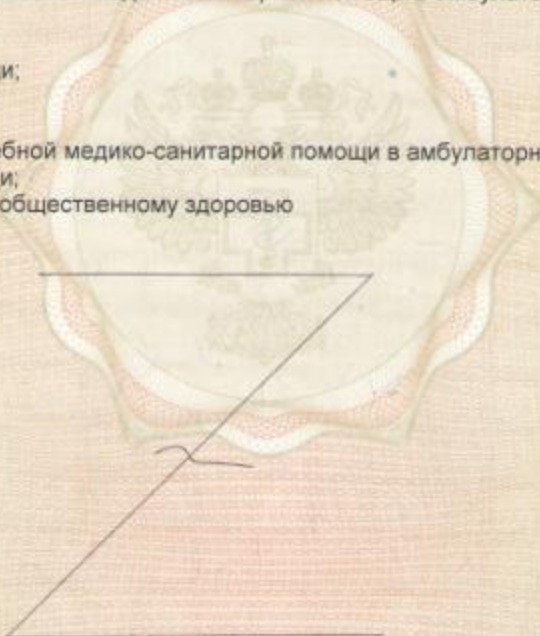 и;
бной медико-санитарной помощи в амбулаторн
и;
общественному здоровью